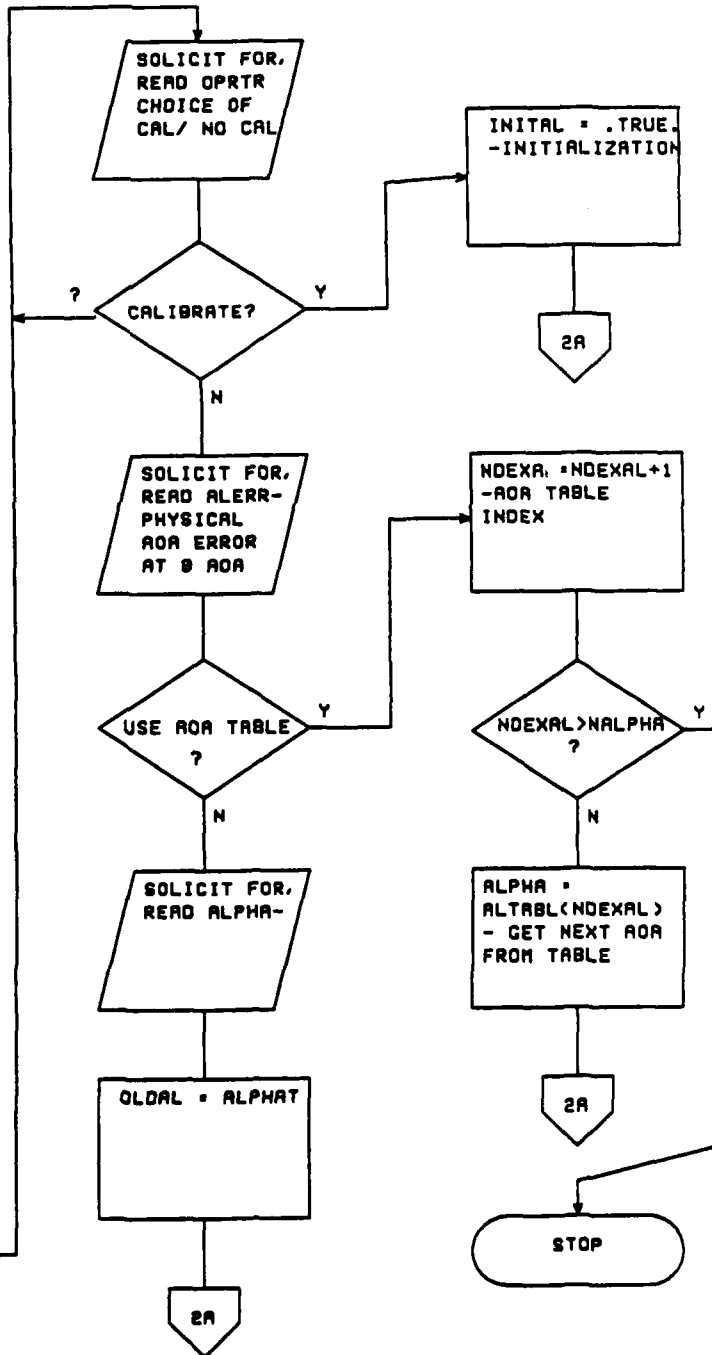 SOLICIT FOR,
READ OPRTR
CHOICE OF
CAL/ NO CAL
INITAL = .TRUE.
-INITIALIZATION
?
CALIBRATE?
Y
2A
N
SOLICIT FOR,
READ ALERR-
PHYSICAL
AOA ERROR
AT 0 AOA
NDEXAL =NDEXAL+1
-AOA TABLE
INDEX
USE AOA TABLE
?
Y
NDEXAL>NALPHA
?
Y
N
N
SOLICIT FOR,
READ ALPHA-
ALPHA =
ALTABL(NDEXAL)
- GET NEXT AOA
FROM TABLE
OLDAL = ALPHAT
2A
STOP
2A